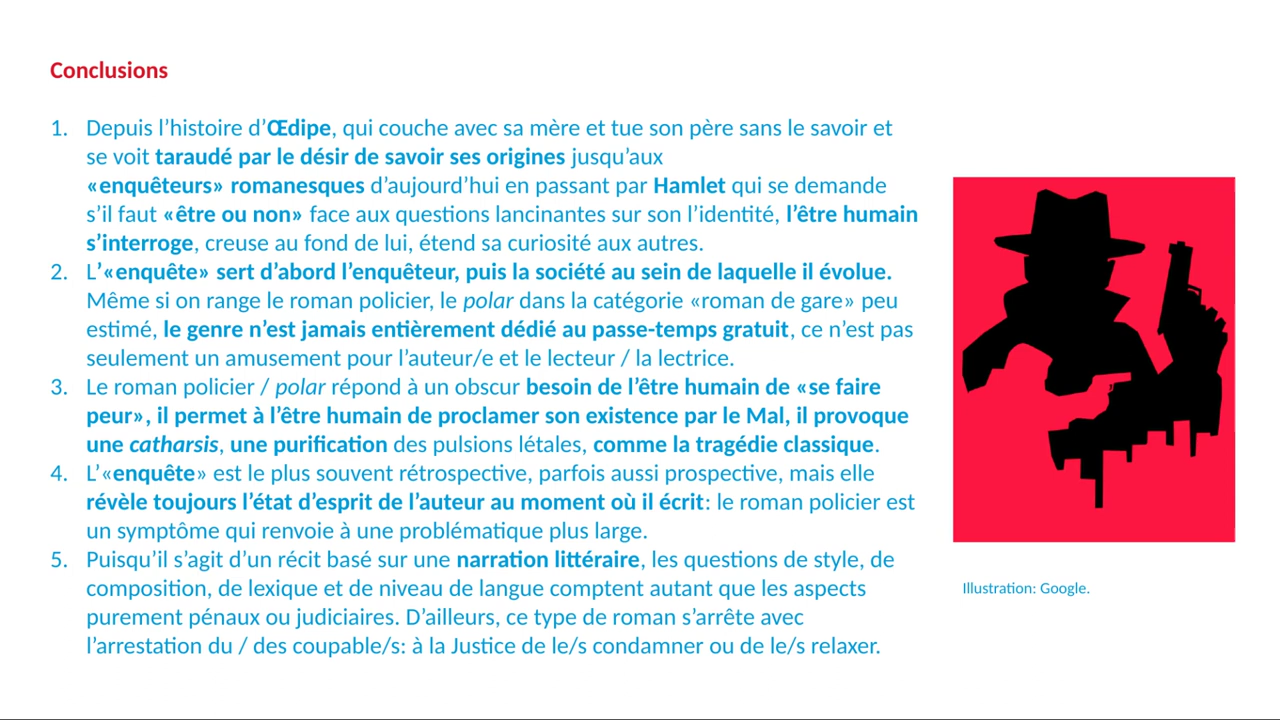 Conclusions
1. Depuis l’histoire d’Œdipe, qui couche avec sa mère et tue son père sans le savoir et
se voit taraudé par le désir de savoir ses origines jusqu’aux
«enquêteurs» romanesques d’aujourd’hui en passant par Hamlet qui se demande
s’il faut «être ou non» face aux questions lancinantes sur son l’identité, l’être humain
s’interroge, creuse au fond de lui, étend sa curiosité aux autres.
2. L’«enquête» sert d’abord l’enquêteur, puis la société au sein de laquelle il évolue.
Même si on range le roman policier, le polar dans la catégorie «roman de gare» peu
estimé, le genre n’est jamais entièrement dédié au passe-temps gratuit, ce n’est pas
seulement un amusement pour l’auteur/e et le lecteur / la lectrice.
3. Le roman policier / polar répond à un obscur besoin de l’être humain de «se faire
peur», il permet à l’être humain de proclamer son existence par le Mal, il provoque
une catharsis, une purification des pulsions létales, comme la tragédie classique.
4. L’«enquête» est le plus souvent rétrospective, parfois aussi prospective, mais elle
révèle toujours l’état d’esprit de l’auteur au moment où il écrit: le roman policier est
un symptôme qui renvoie à une problématique plus large.
5. Puisqu’il s’agit d’un récit basé sur une narration littéraire, les questions de style, de
composition, de lexique et de niveau de langue comptent autant que les aspects
purement pénaux ou judiciaires. D’ailleurs, ce type de roman s’arrête avec
l’arrestation du / des coupable/s: à la Justice de le/s condamner ou de le/s relaxer.
Illustration: Google.